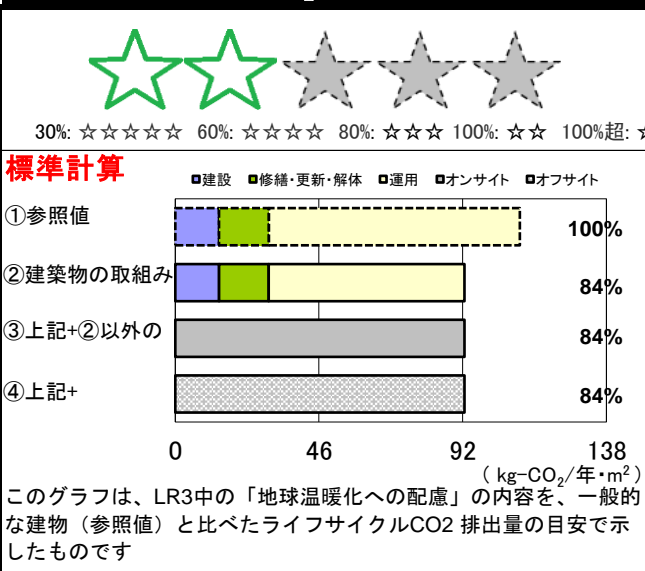 30%: ☆☆☆☆☆ 60%: ☆☆☆☆ 80%: ☆☆☆ 100%: ☆☆ 100%超:
標準計算
建設 修繕・更新・解体 運用 オンサイト オフサイト
①参照値 100%
②建築物の取組み 84%
③上記+②以外の 84%
④上記+ 84%
0 46 92 138
( kg-CO₂/年・m² )
このグラフは、LR3中の「地球温暖化への配慮」の内容を、一般的
な建物（参照値）と比べたライフサイクルCO2 排出量の目安で示
したものです